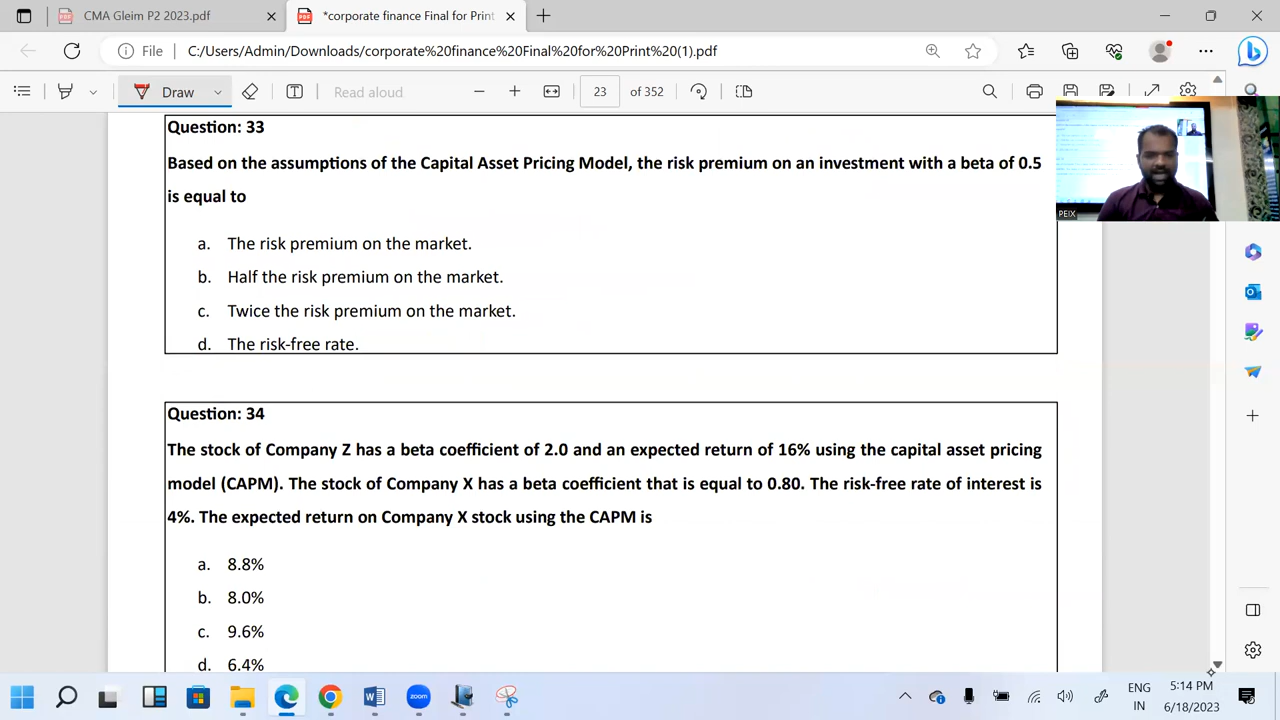 CMA Gleim P2 2023.pdf
*corporate finance Final for Print
File C:/Users/Admin/Downloads/corporate%20finance%20Final%20for%20Print%20(1).pdf
Draw
Read aloud
23 of 352
Question: 33
Based on the assumptions of the Capital Asset Pricing Model, the risk premium on an investment with a beta of 0.5
is equal to
a. The risk premium on the market.
b. Half the risk premium on the market.
c. Twice the risk premium on the market.
d. The risk-free rate.
PEIX
Question: 34
The stock of Company Z has a beta coefficient of 2.0 and an expected return of 16% using the capital asset pricing
model (CAPM). The stock of Company X has a beta coefficient that is equal to 0.80. The risk-free rate of interest is
4%. The expected return on Company X stock using the CAPM is
a. 8.8%
b. 8.0%
c. 9.6%
d. 6.4%
zoom
ENG
IN
5:14 PM
6/18/2023